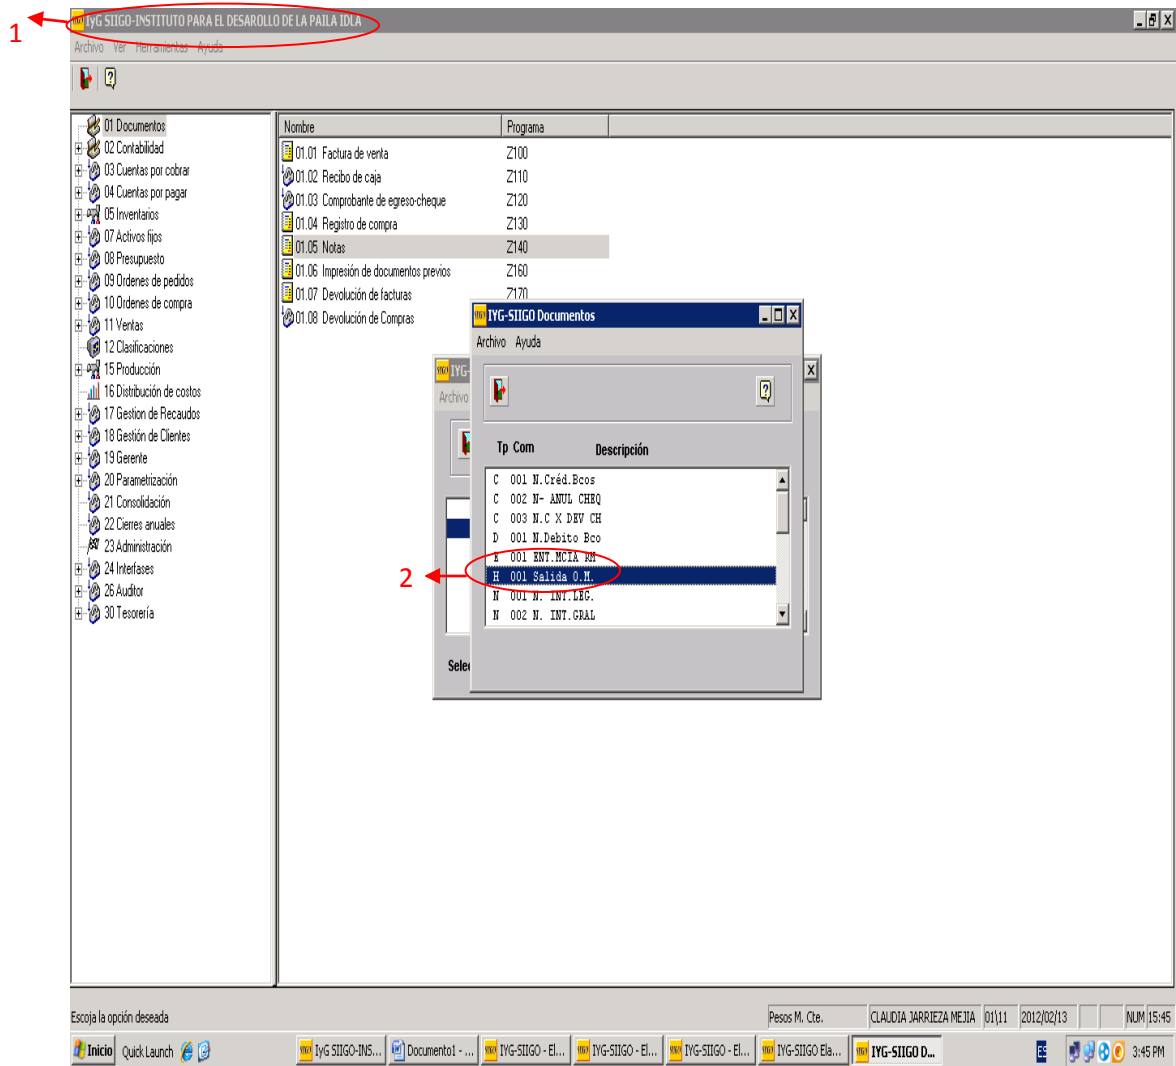 1
IyG SIIGO-INSTITUTO PARA EL DESAROLLO DE LA PAILA IDLA
Archivo Ver Herramientas Ayuda
01 Documentos
02 Contabilidad
03 Cuentas por cobrar
04 Cuentas por pagar
05 Inventarios
07 Activos fijos
08 Presupuesto
09 Ordenes de pedidos
10 Ordenes de compra
11 Ventas
12 Clasificaciones
15 Producción
16 Distribución de costos
17 Gestion de Recaudos
18 Gestión de Clientes
19 Gerente
20 Parametrización
21 Consolidación
22 Cierres anuales
23 Administración
24 Interfases
26 Auditor
30 Tesorería
Nombre Programa
01.01 Factura de venta Z100
01.02 Recibo de caja Z110
01.03 Comprobante de egreso-cheque Z120
01.04 Registro de compra Z130
01.05 Notas Z140
01.06 Impresión de documentos previos Z160
01.07 Devolución de facturas Z170
01.08 Devolución de Compras
IYG-
Archivo
Selec
IYG-SIIGO Documentos
Archivo Ayuda
Tp Com Descripción
C 001 N.Créd.Bcos
C 002 N- ANUL CHEQ
C 003 N.C X DEV CH
D 001 N.Debito Bco
E 001 ENT.MCIA RM
2
H 001 Salida O.M.
N 001 N. INT.LEG.
N 002 N. INT.GRAL
Escoja la opción deseada Pesos M. Cte. CLAUDIA JARRIEZA MEJIA 01\11 2012/02/13 NUM 15:45
Inicio Quick Launch IyG SIIGO-INS... Documento1 - ... IYG-SIIGO - El... IYG-SIIGO - El... IYG-SIIGO - El... IYG-SIIGO Ela... IYG-SIIGO D... ES 3:45 PM